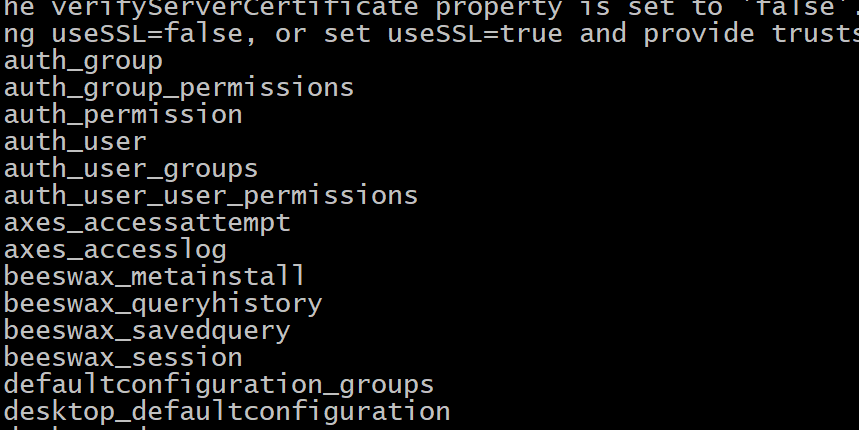 he verifyServerCertificate property is set to 'false'.
ng useSSL=false, or set useSSL=true and provide trusts
auth_group
auth_group_permissions
auth_permission
auth_user
auth_user_groups
auth_user_user_permissions
axes_accessattempt
axes_accesslog
beeswax_metainstall
beeswax_queryhistory
beeswax_savedquery
beeswax_session
defaultconfiguration_groups
desktop_defaultconfiguration